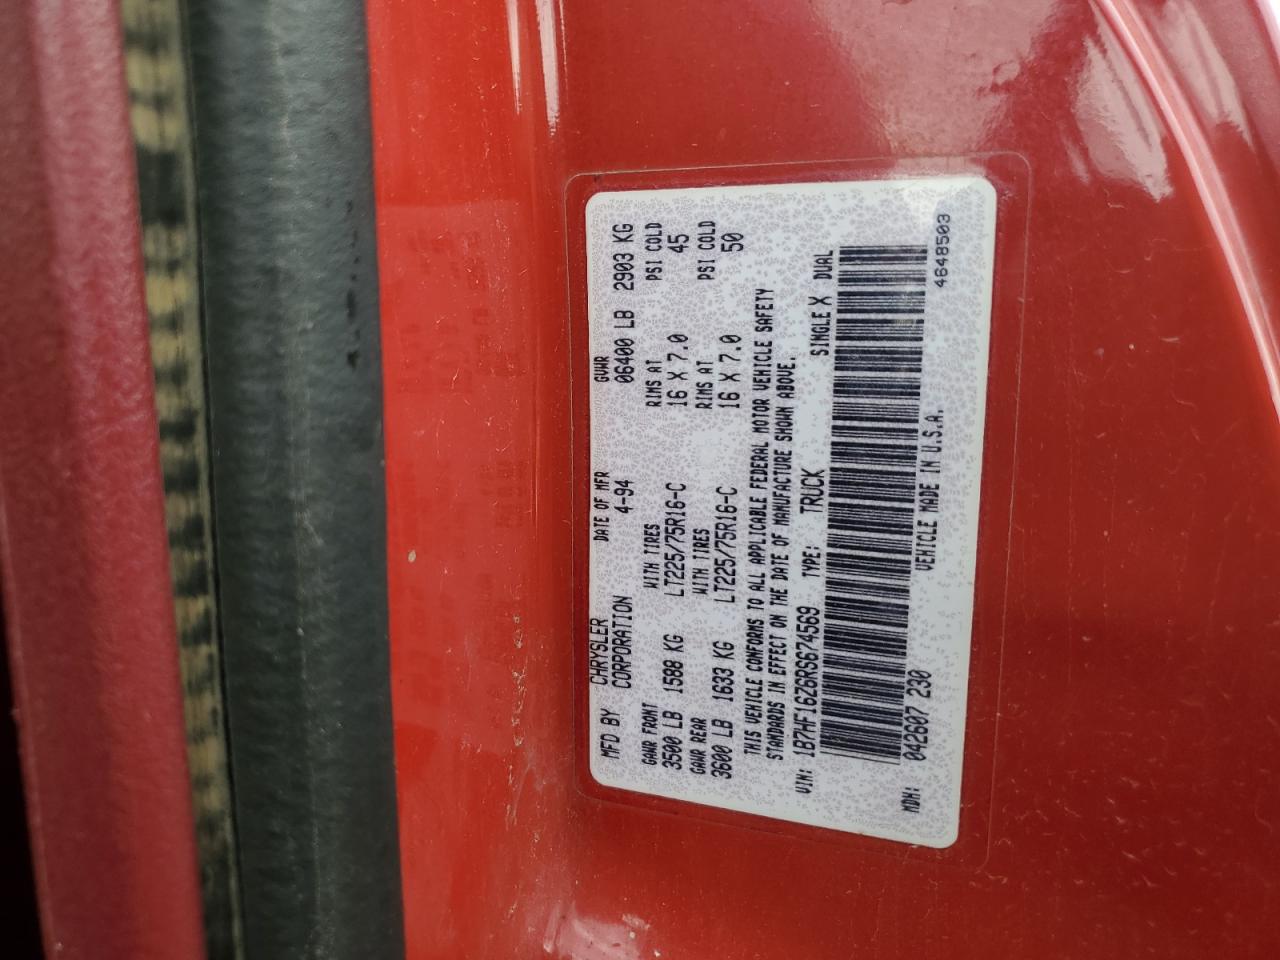 MFD BY CHRYSLER CORPORATION DATE OF MFR 4-94 GVWR 06400 LB 2903 KG
GAWR FRONT WITH TIRES RIMS AT PSI COLD
3500 LB 1588 KG LT225/75R16-C 16 X 7.0 45
GAWR REAR WITH TIRES RIMS AT PSI COLD
3600 LB 1633 KG LT225/75R16-C 16 X 7.0 50
THIS VEHICLE CONFORMS TO ALL APPLICABLE FEDERAL MOTOR VEHICLE SAFETY
STANDARDS IN EFFECT ON THE DATE OF MANUFACTURE SHOWN ABOVE.
VIN: 1B7HF16Z6RS674569 TYPE: TRUCK SINGLE X DUAL
MDH: 042607 230 VEHICLE MADE IN U.S.A. 4648503